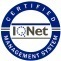 CERTIFIED
IQNet
MANAGEMENT SYSTEM